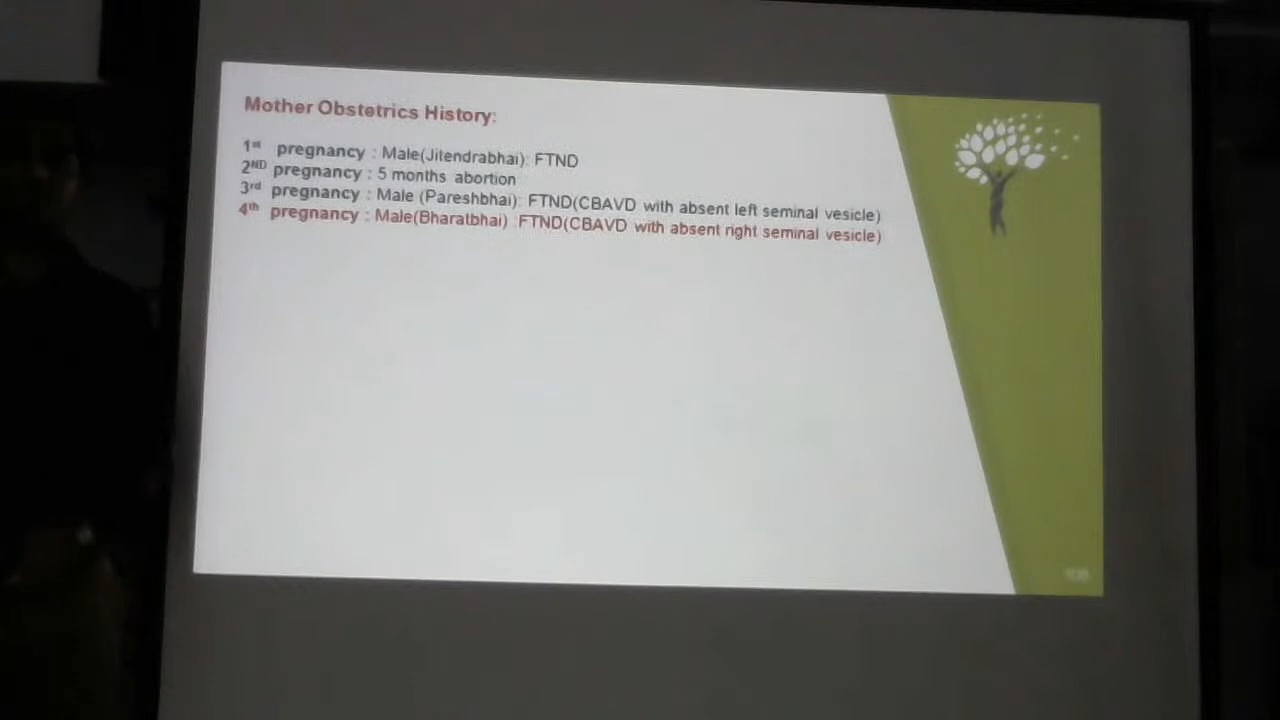 Mother Obstetrics History:
1st pregnancy : Male(Jitendrabhai): FTND
2ND pregnancy : 5 months abortion
3rd pregnancy : Male (Pareshbhai): FTND(CBAVD with absent left seminal vesicle)
4th pregnancy : Male(Bharatbhai) :FTND(CBAVD with absent right seminal vesicle)